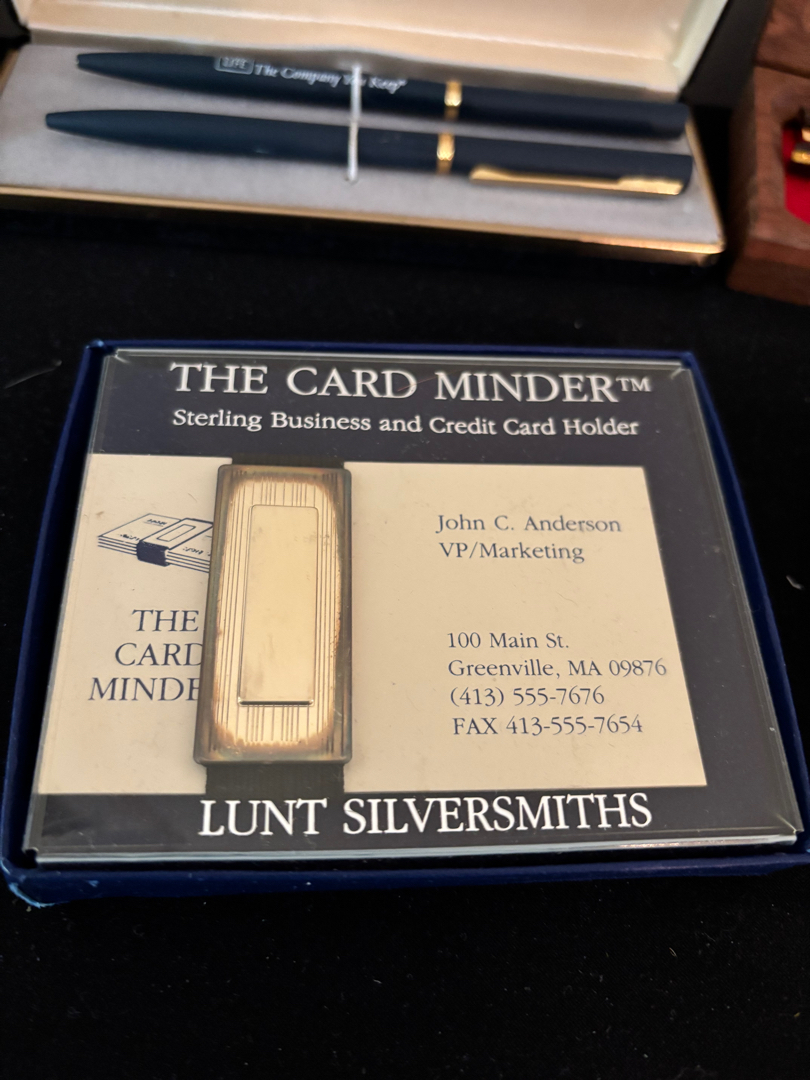 The Company You Keep®
THE CARD MINDER™
Sterling Business and Credit Card Holder
John C. Anderson
VP/Marketing
THE
CARD
MINDE
100 Main St.
Greenville, MA 09876
(413) 555-7676
FAX 413-555-7654
LUNT SILVERSMITHS